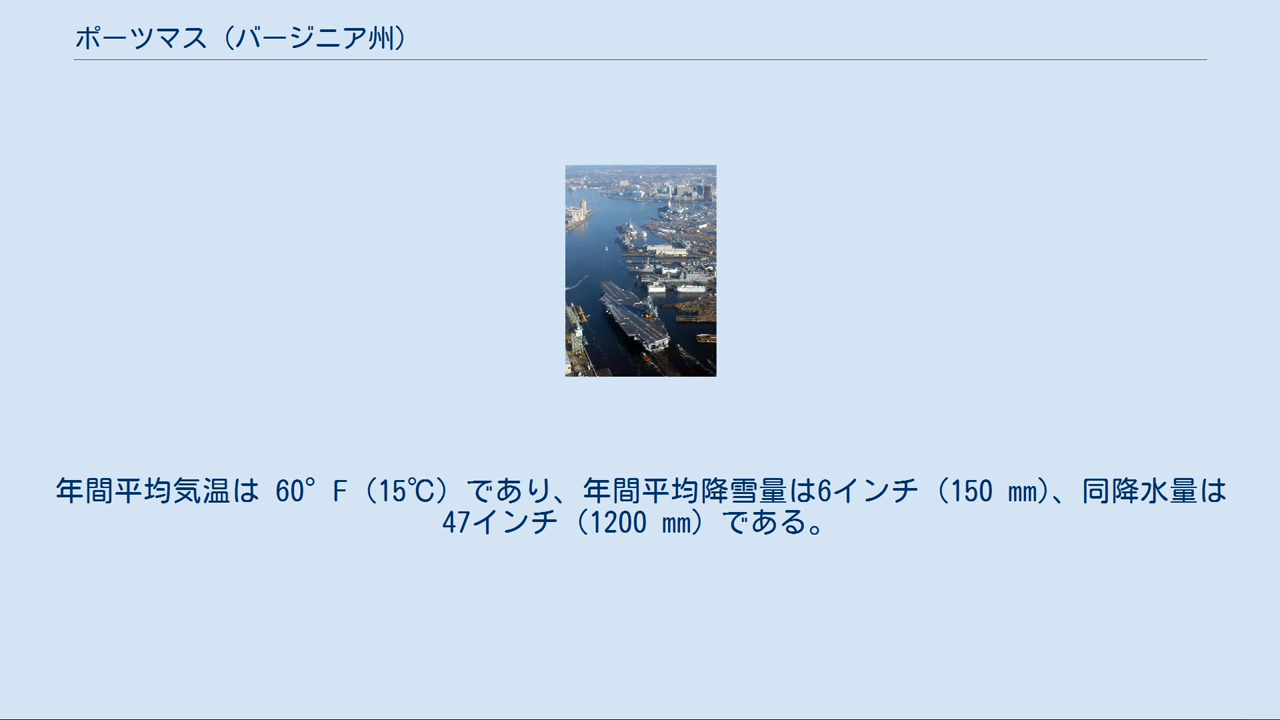 ポーツマス（バージニア州）
年間平均気温は 60°F（15℃）であり、年間平均降雪量は6インチ（150 mm）、同降水量は
47インチ（1200 mm）である。